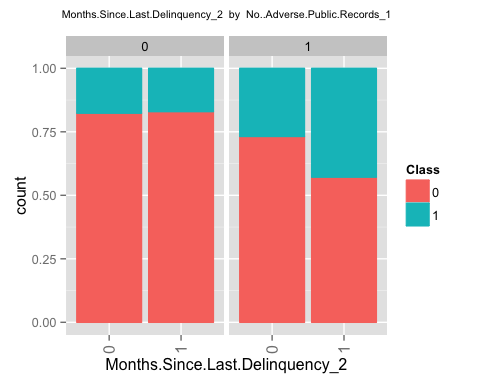 Months.Since.Last.Delinquency_2 by No..Adverse.Public.Records_1
0 1
1.00
0.75
0.50
0.25
0.00
count
0 1 0 1
Months.Since.Last.Delinquency_2
Class
0
1